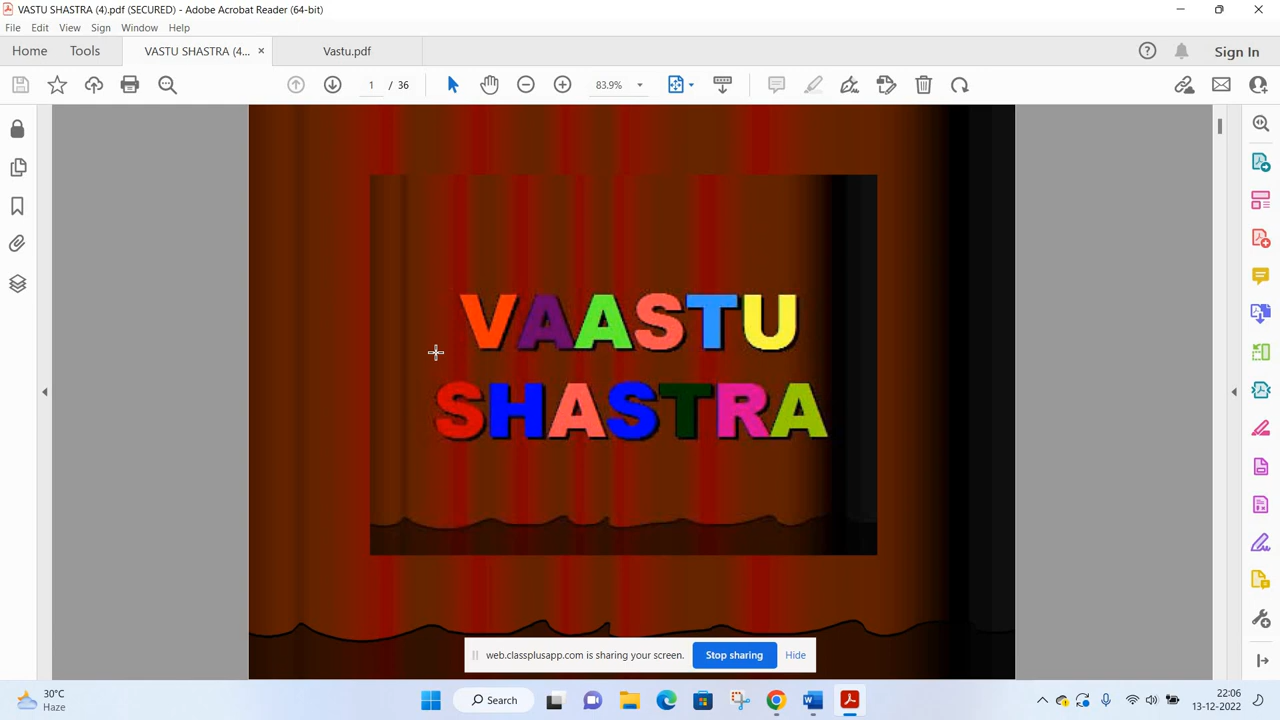 VASTU SHASTRA (4).pdf (SECURED) - Adobe Acrobat Reader (64-bit)
File Edit View Sign Window Help
Home Tools VASTU SHASTRA (4... × Vastu.pdf Sign In
1 / 36 83.9%
VAASTU
SHASTRA
web.classplusapp.com is sharing your screen. Stop sharing Hide
30°C
Haze
Search
22:06
13-12-2022